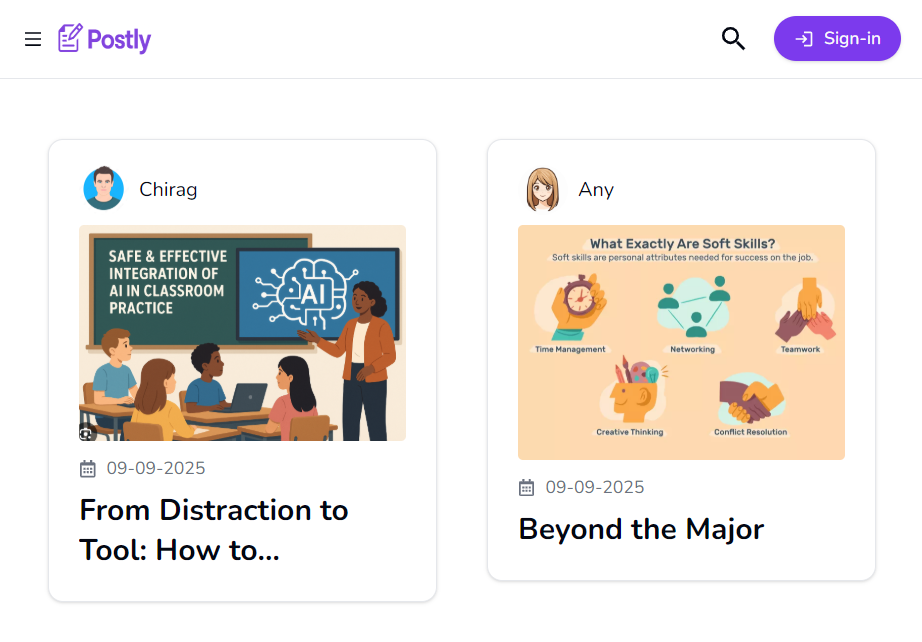 Postly
Sign-in
Chirag
SAFE & EFFECTIVE
INTEGRATION OF
AI IN CLASSROOM
PRACTICE
AI
09-09-2025
From Distraction to
Tool: How to...
Any
What Exactly Are Soft Skills?
Soft skills are personal attributes needed for success on the job.
Time Management
Networking
Teamwork
Creative Thinking
Conflict Resolution
09-09-2025
Beyond the Major